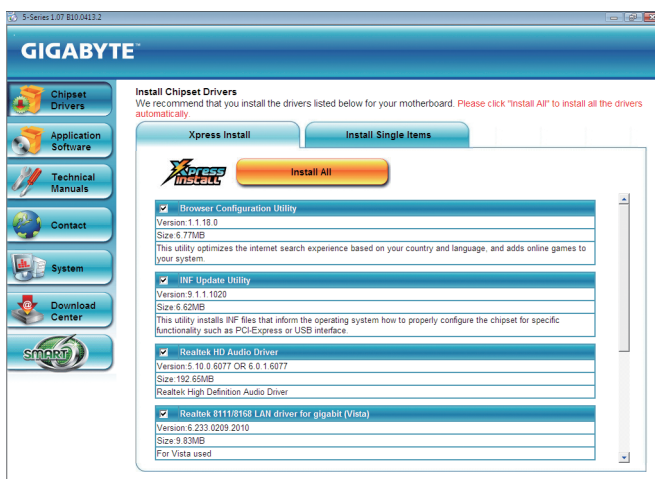 5-Series 1.07 B10.0413.2
GIGABYTE™
Chipset
Drivers
Application
Software
Technical
Manuals
Contact
System
Download
Center
SMART
Install Chipset Drivers
We recommend that you install the drivers listed below for your motherboard. Please click "Install All" to install all the drivers
automatically.
Xpress Install
Install Single Items
Xpress
INSTALL
Install All
Browser Configuration Utility
Version:1.1.18.0
Size:6.77MB
This utility optimizes the internet search experience based on your country and language, and adds online games to
your system.
INF Update Utility
Version:9.1.1.1020
Size:6.62MB
This utility installs INF files that inform the operating system how to properly configure the chipset for specific
functionality such as PCI-Express or USB interface.
Realtek HD Audio Driver
Version:5.10.0.6077 OR 6.0.1.6077
Size:192.65MB
Realtek High Definition Audio Driver
Realtek 8111/8168 LAN driver for gigabit (Vista)
Version:6.233.0209.2010
Size:9.83MB
For Vista used